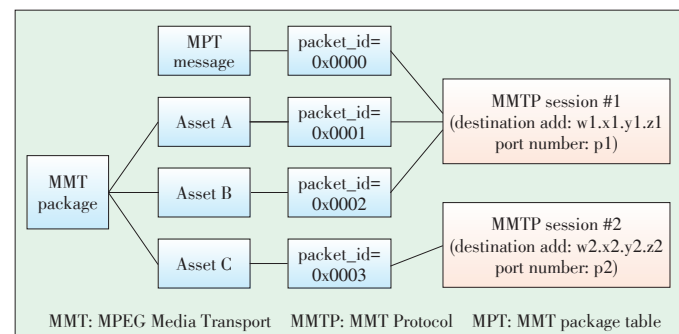 MPT
message
packet_id=
0x0000
Asset A
packet_id=
0x0001
MMTP session #1
(destination add: w1.x1.y1.z1
port number: p1)
MMT
package
Asset B
packet_id=
0x0002
Asset C
packet_id=
0x0003
MMTP session #2
(destination add: w2.x2.y2.z2
port number: p2)
MMT: MPEG Media Transport MMTP: MMT Protocol MPT: MMT package table